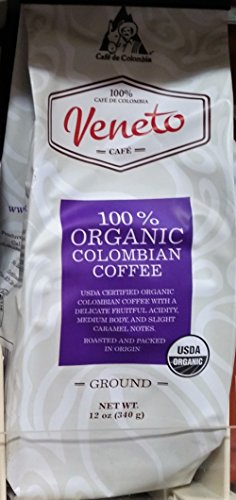 Café de Colombia
100%
CAFÉ DE COLOMBIA
Veneto
CAFÉ
100%
ORGANIC
COLOMBIAN
COFFEE
USDA CERTIFIED ORGANIC
COLOMBIAN COFFEE WITH A
DELICATE FRUITFUL ACIDITY,
MEDIUM BODY, AND SLIGHT
CARAMEL NOTES.
ROASTED AND PACKED
IN ORIGIN
USDA
ORGANIC
GROUND
NET WT.
12 oz (340 g)